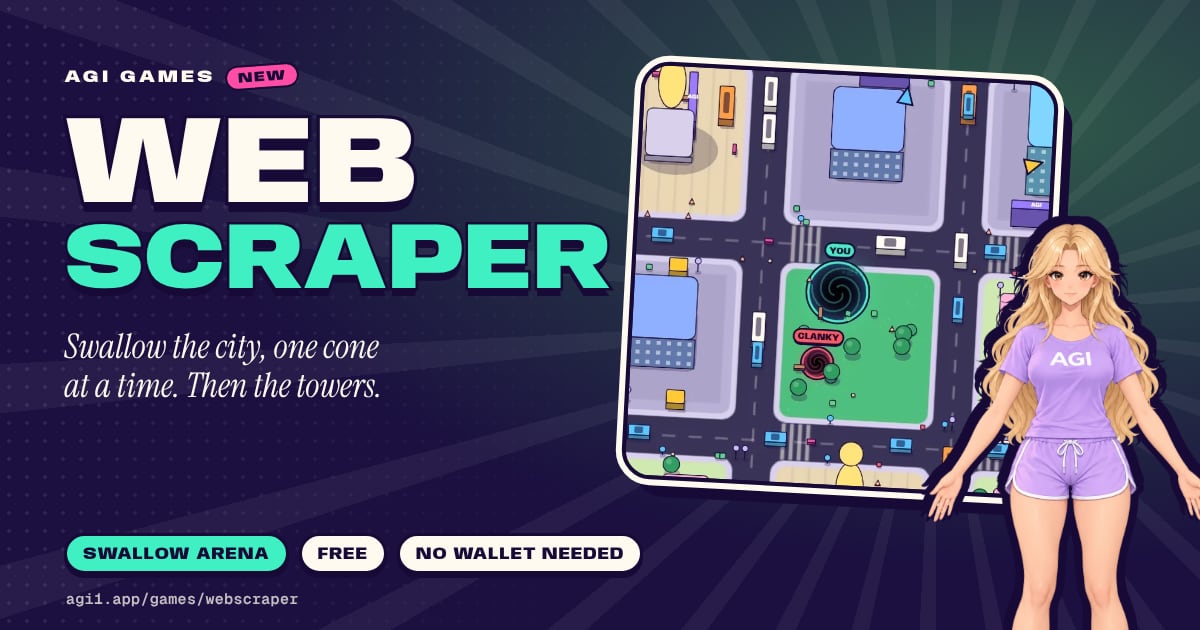 AGI GAMES NEW
WEB
SCRAPER
Swallow the city, one cone
at a time. Then the towers.
SWALLOW ARENA FREE NO WALLET NEEDED
agi1.app/games/webscraper
AGI
YOU
CLANKY
AGI
AGI